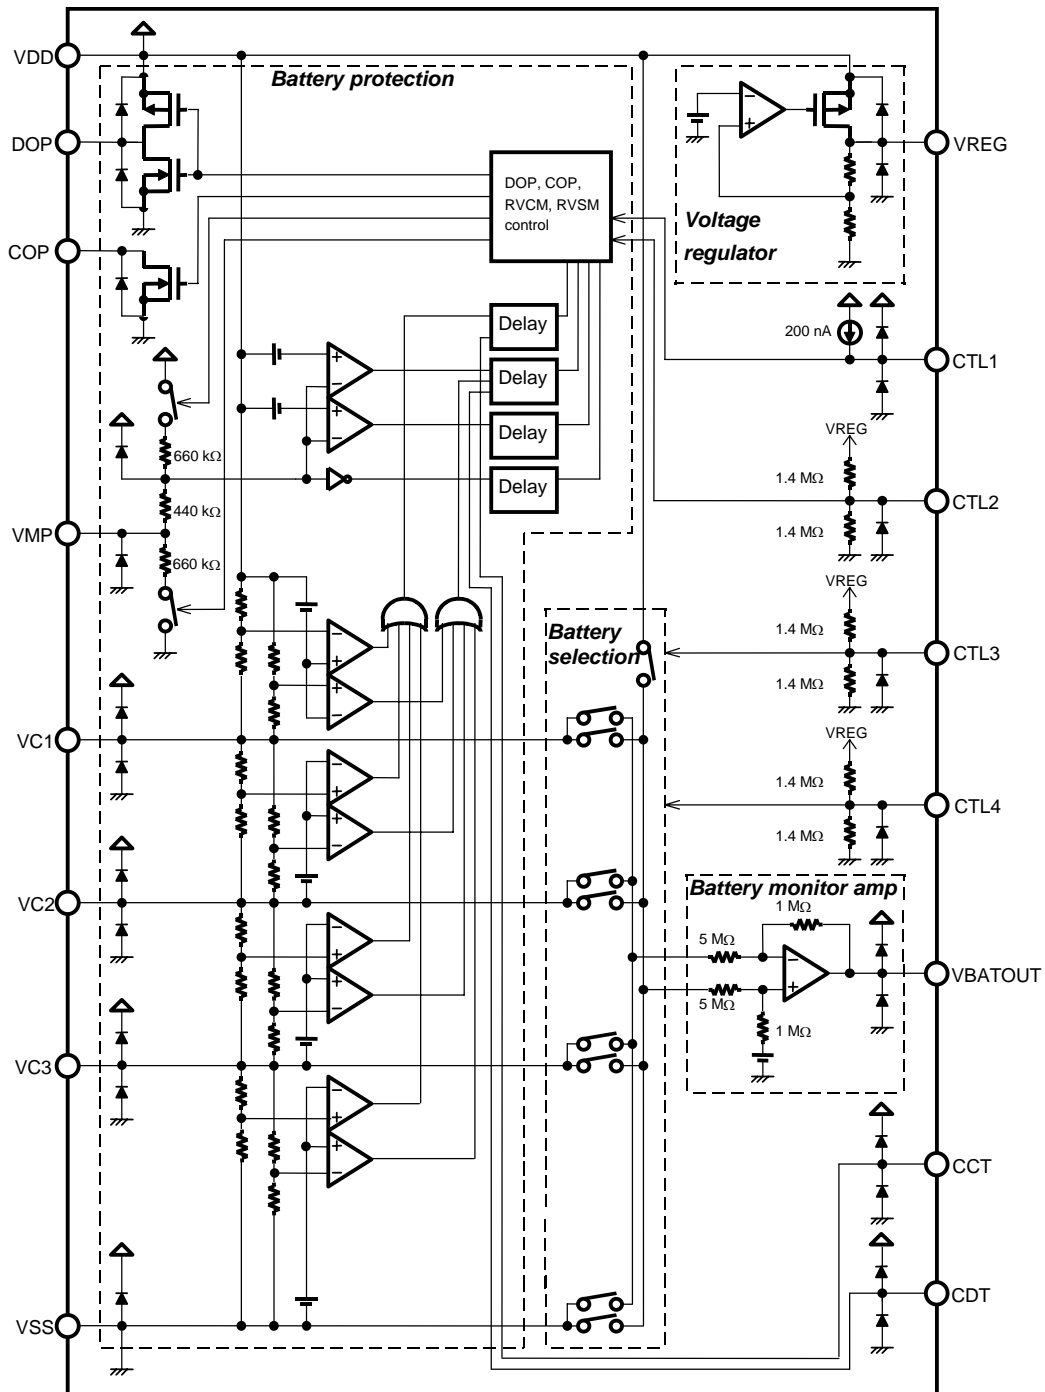 VDD
Battery protection
DOP
DOP, COP,
RVCM, RVSM
control
VREG
Voltage
regulator
COP
Delay
200 nA
CTL1
Delay
Delay
VREG
660 kΩ
Delay
1.4 MΩ
440 kΩ
CTL2
VMP
1.4 MΩ
660 kΩ
VREG
Battery
selection
1.4 MΩ
CTL3
1.4 MΩ
VC1
VREG
1.4 MΩ
CTL4
1.4 MΩ
Battery monitor amp
VC2
1 MΩ
5 MΩ
VBATOUT
5 MΩ
1 MΩ
VC3
CCT
CDT
VSS